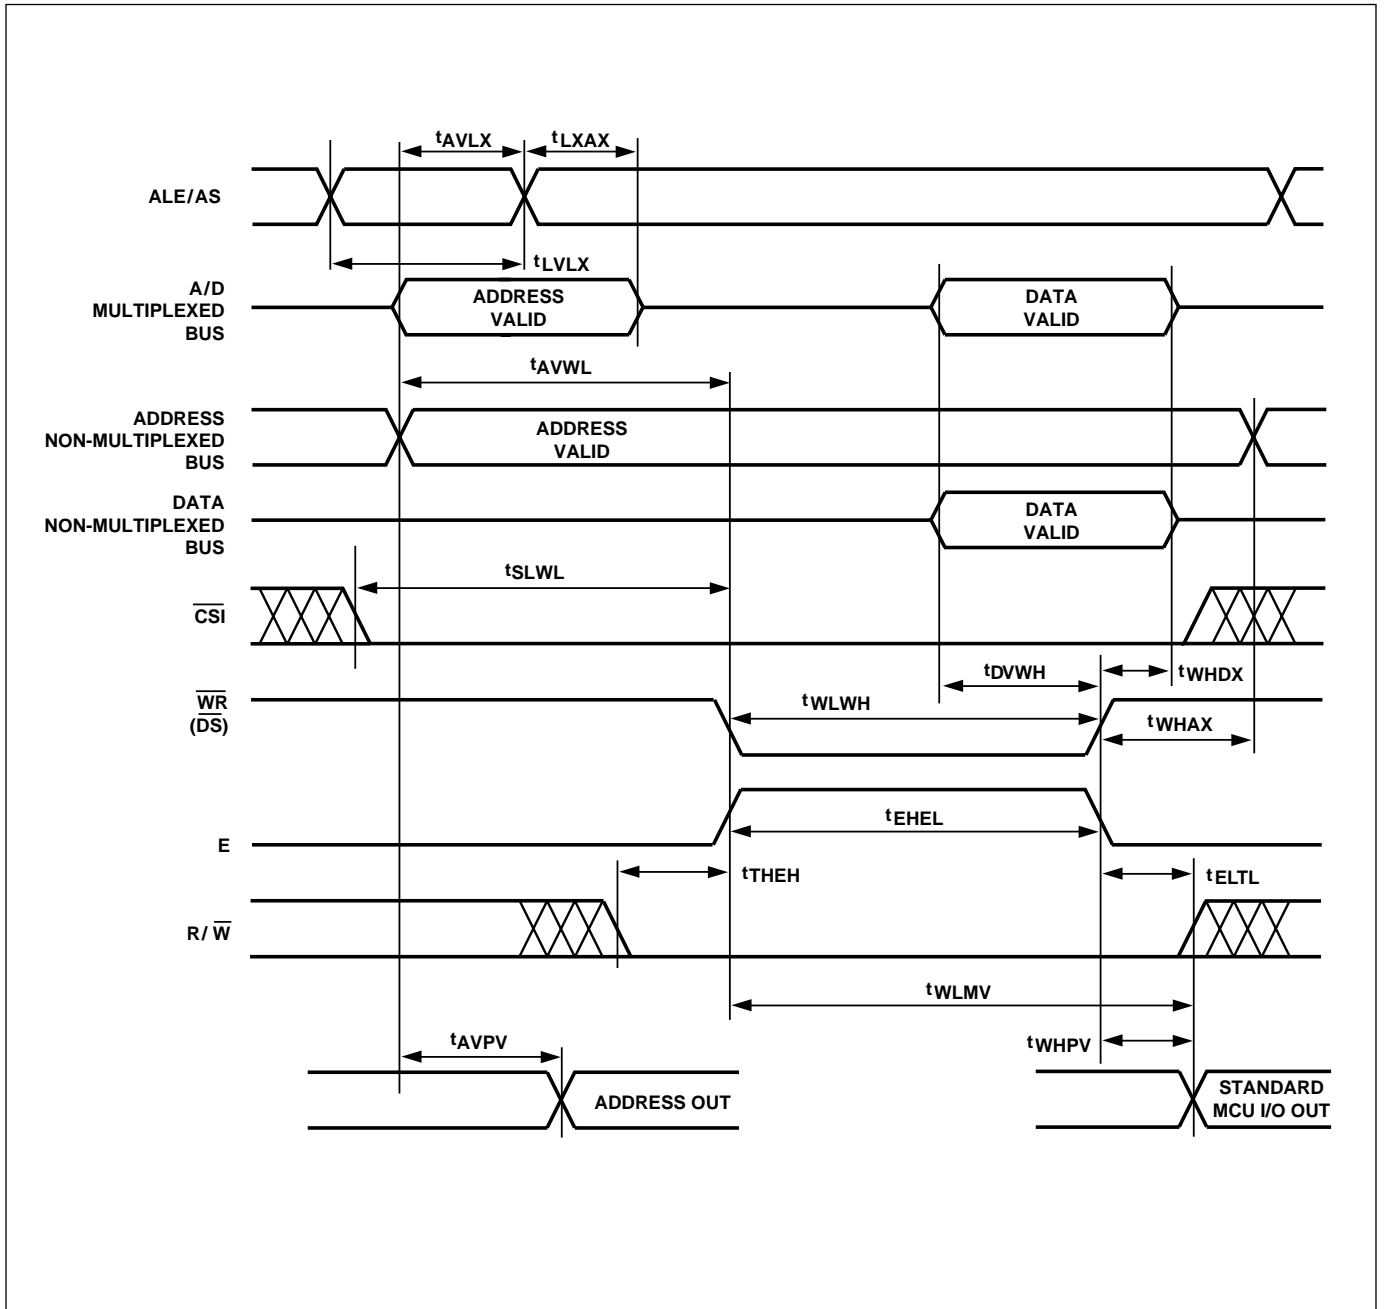 tAVLX
tLXAX
ALE/AS
tLVLX
A/D
MULTIPLEXED
BUS
ADDRESS
VALID
DATA
VALID
tAVWL
ADDRESS
NON-MULTIPLEXED
BUS
ADDRESS
VALID
DATA
NON-MULTIPLEXED
BUS
DATA
VALID
tSLWL
CSI
tDVWH
tWHDX
WR
(DS)
tWLWH
tWHAX
E
tEHEL
tTHEH
tELTL
R/W
tWLMV
tAVPV
tWHPV
ADDRESS OUT
STANDARD
MCU I/O OUT